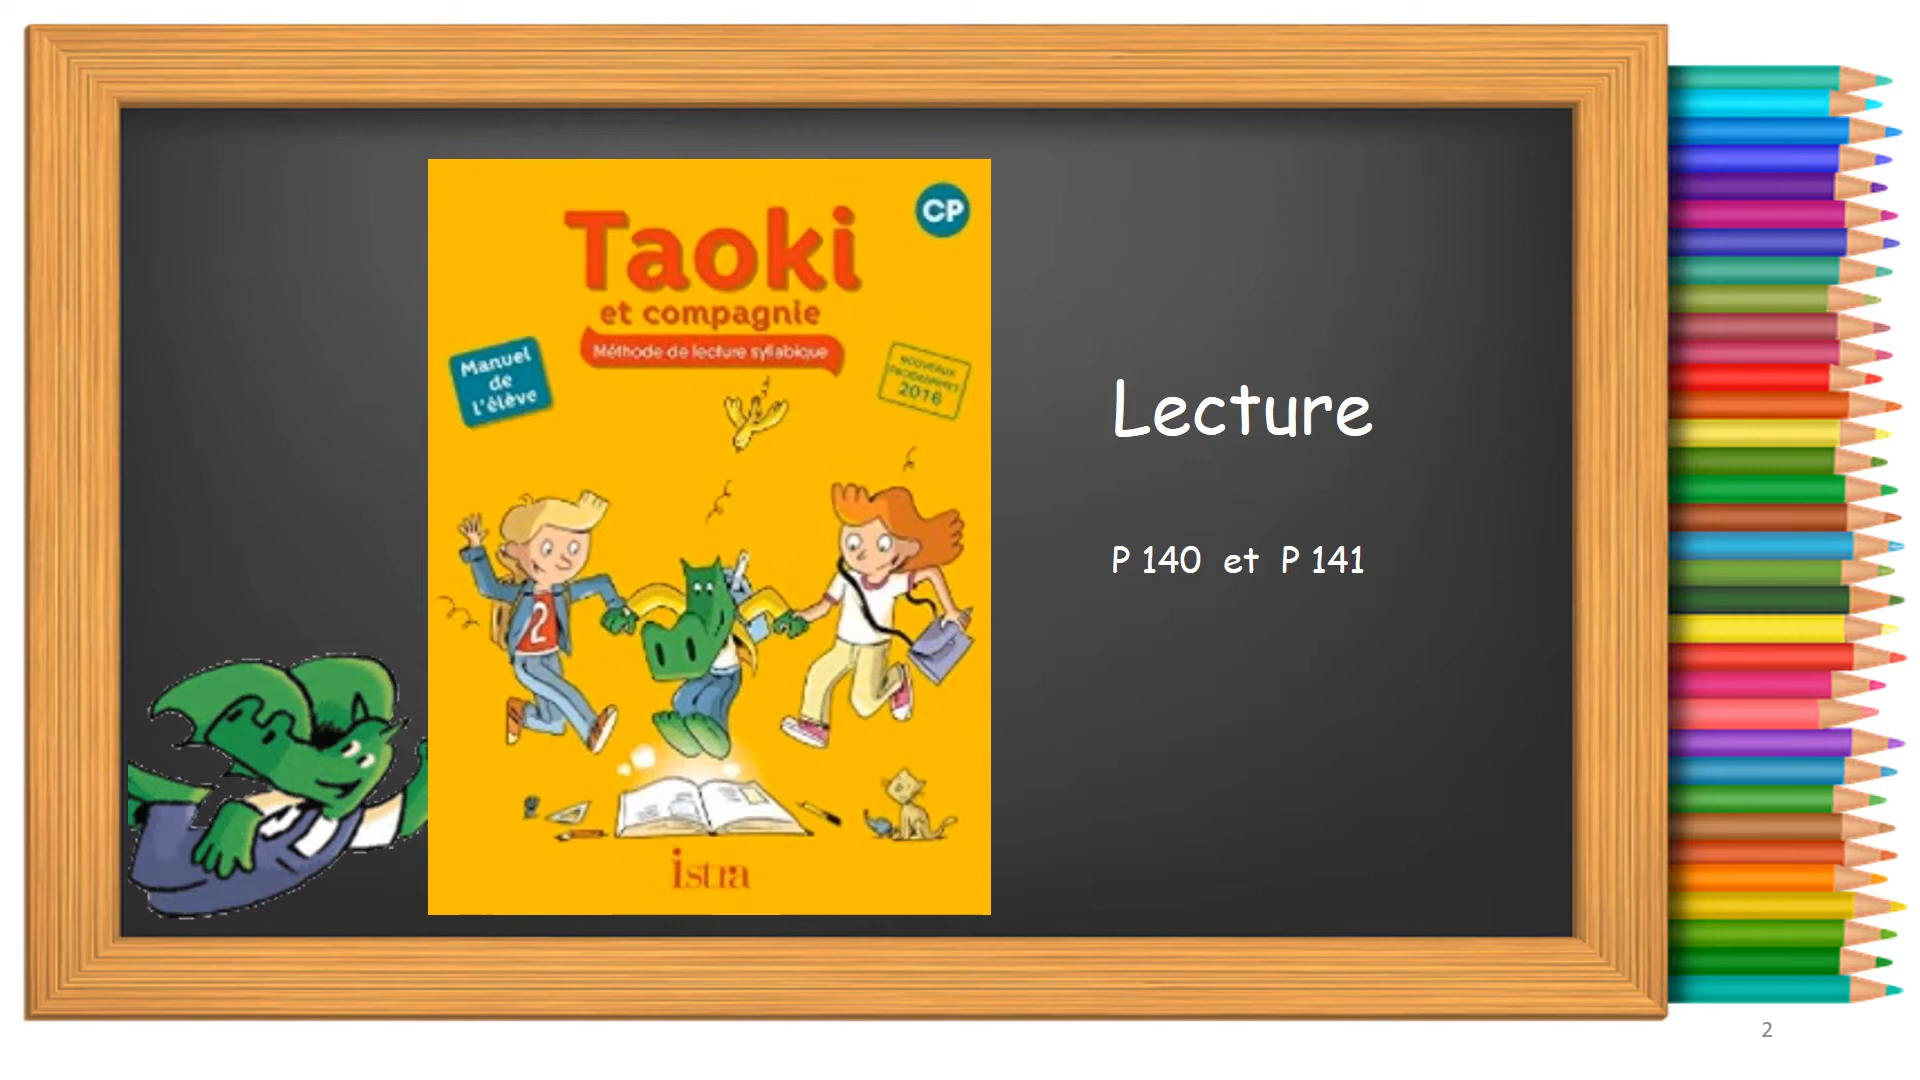 CP
Taoki
et compagnie
Méthode de lecture syllabique
Manuel
de
l'élève
NOUVEAUX
PROGRAMMES
2016
2
istra
Lecture
P 140 et P 141
2